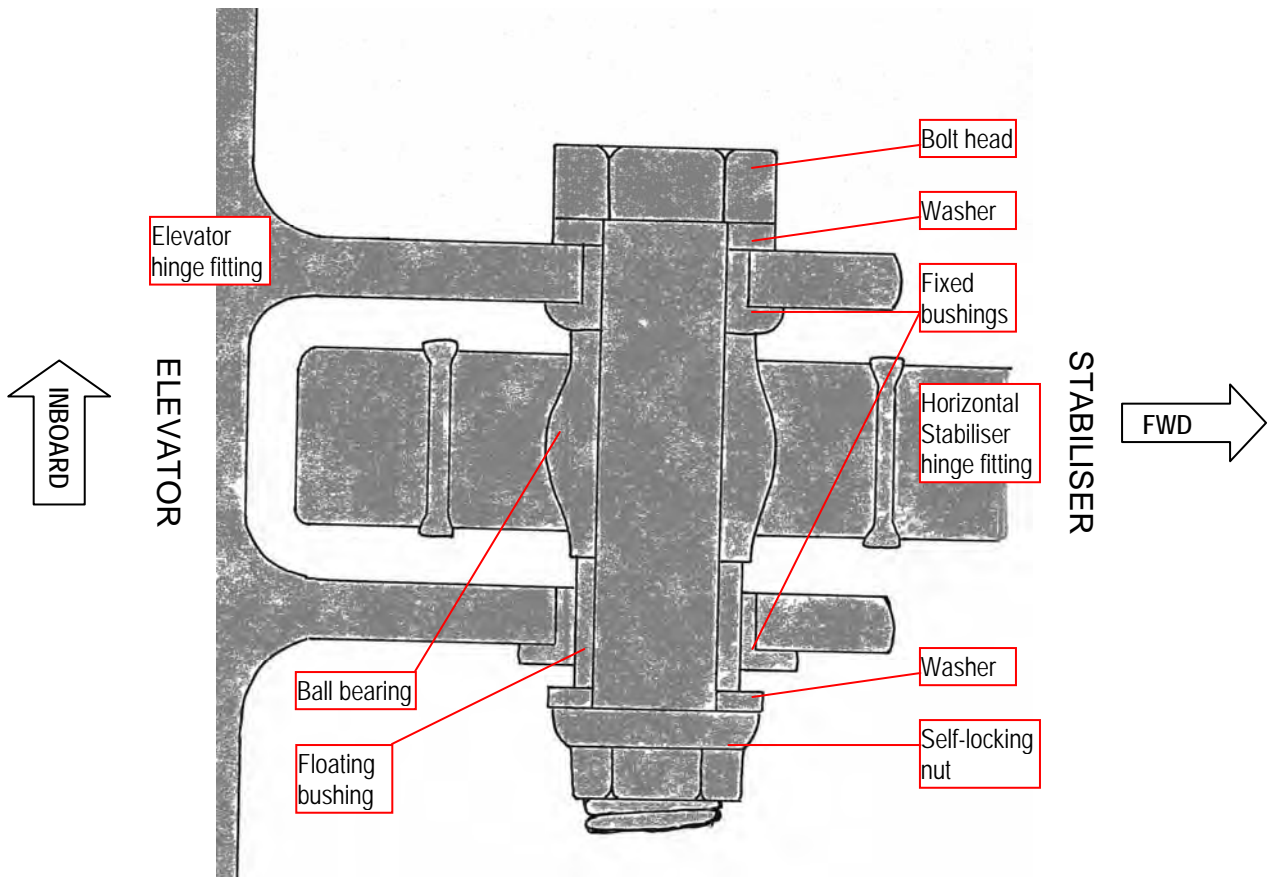 Bolt head
Washer
Elevator
hinge fitting
Fixed
bushings
INBOARD
ELEVATOR
Horizontal
Stabiliser
hinge fitting
STABILISER
FWD
Ball bearing
Washer
Floating
bushing
Self-locking
nut